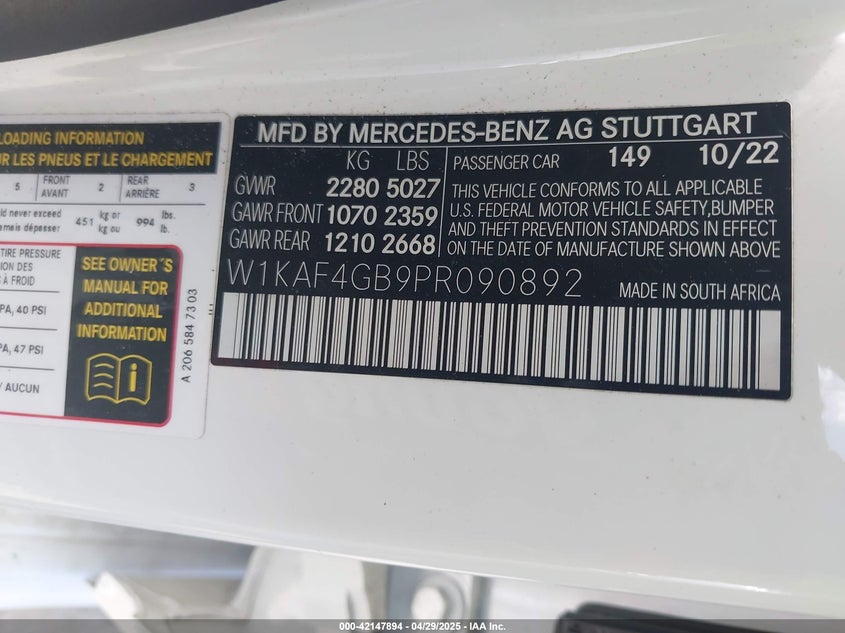 LOADING INFORMATION
UR LES PNEUS ET LE CHARGEMENT
5 FRONT AVANT 2 REAR ARRIÈRE 3
ld never exceed 451 kg or 994 lbs.
emais dépasser kg ou lb.
TIRE PRESSURE
SION DES
À FROID
PA, 40 PSI
PA, 47 PSI
/ AUCUN
SEE OWNER´S
MANUAL FOR
ADDITIONAL
INFORMATION
A 206 584 73 03
MFD BY MERCEDES-BENZ AG STUTTGART
KG LBS
GVWR 2280 5027
GAWR FRONT 1070 2359
GAWR REAR 1210 2668
PASSENGER CAR 149 10/22
THIS VEHICLE CONFORMS TO ALL APPLICABLE
U.S. FEDERAL MOTOR VEHICLE SAFETY,BUMPER
AND THEFT PREVENTION STANDARDS IN EFFECT
ON THE DATE OF MANUFACTURE SHOWN ABOVE
W1KAF4GB9PR090892
MADE IN SOUTH AFRICA
000-42147894 - 04/29/2025 - IAA Inc.